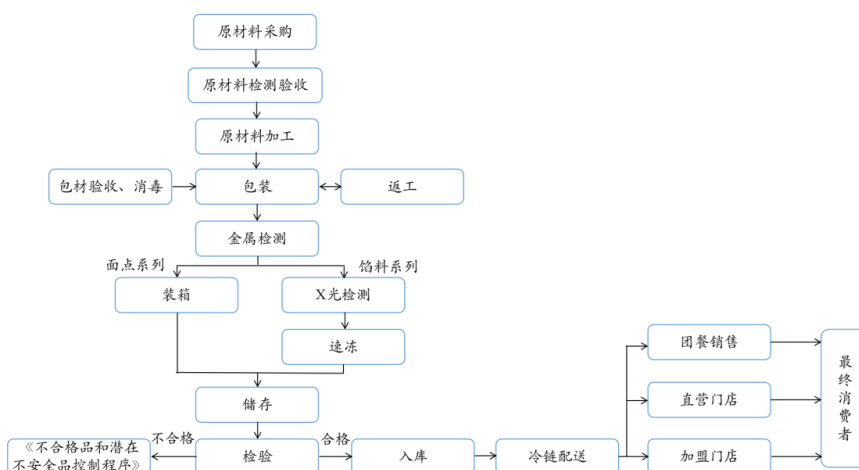 原材料采购
原材料检测验收
原材料加工
包材验收、消毒
包装
返工
金属检测
面点系列
馅料系列
装箱
X光检测
速冻
储存
团餐销售
直营门店
加盟门店
最
终
消
费
者
不合格
合格
《不合格品和潜在
不安全品控制程序》
检验
入库
冷链配送